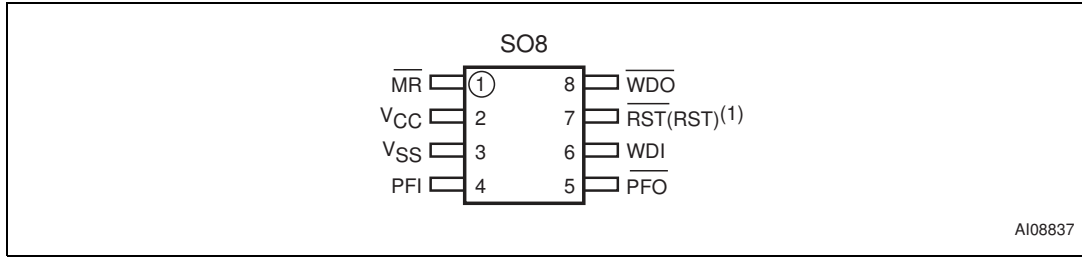 SO8
MR 1 8 WDO
VCC 2 7 RST(RST)(1)
VSS 3 6 WDI
PFI 4 5 PFO
AI08837